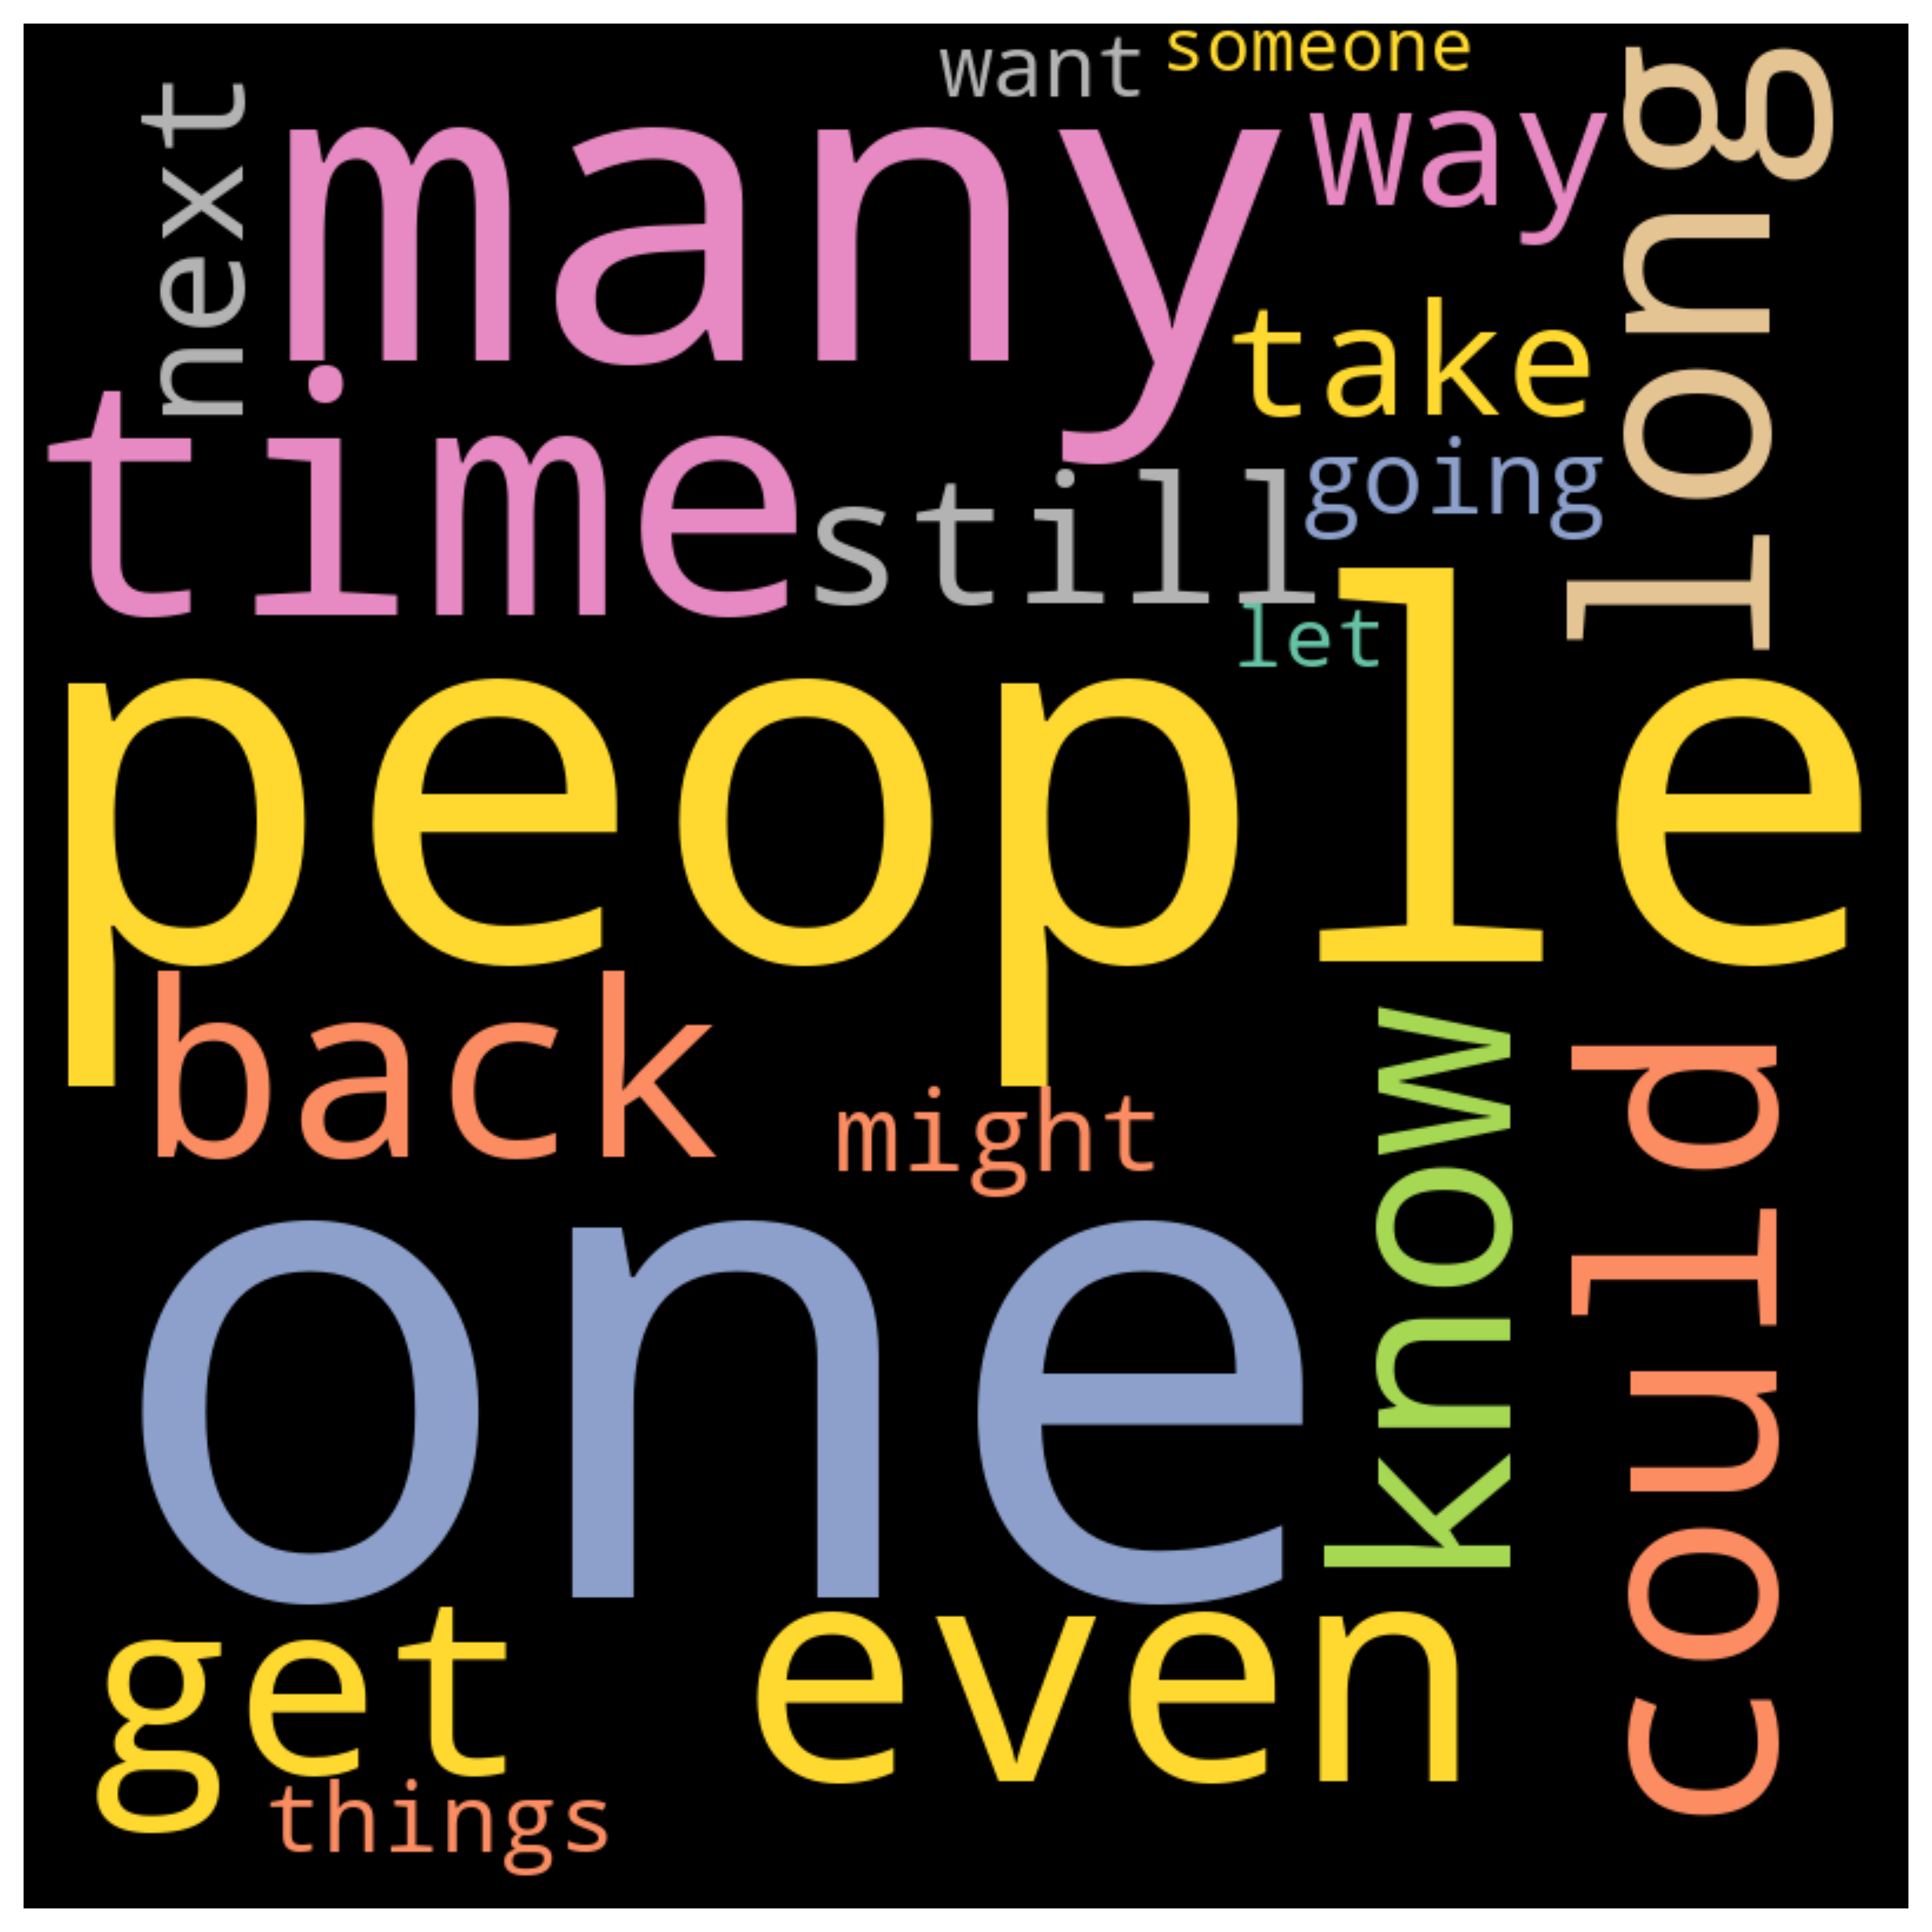 want someone
next
many
way
long
take
time
still
going
let
people
back
might
know
could
one
get
even
things